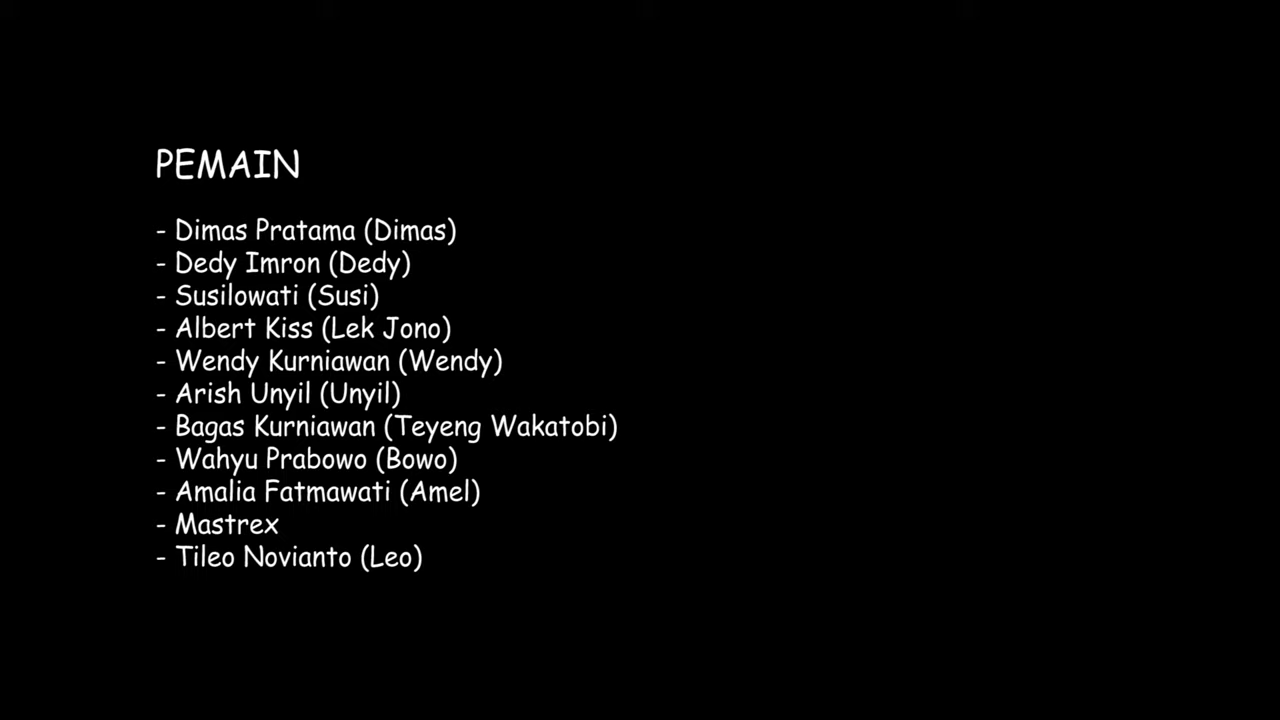 PEMAIN
- Dimas Pratama (Dimas)
- Dedy Imron (Dedy)
- Susilowati (Susi)
- Albert Kiss (Lek Jono)
- Wendy Kurniawan (Wendy)
- Arish Unyil (Unyil)
- Bagas Kurniawan (Teyeng Wakatobi)
- Wahyu Prabowo (Bowo)
- Amalia Fatmawati (Amel)
- Mastrex
- Tileo Novianto (Leo)